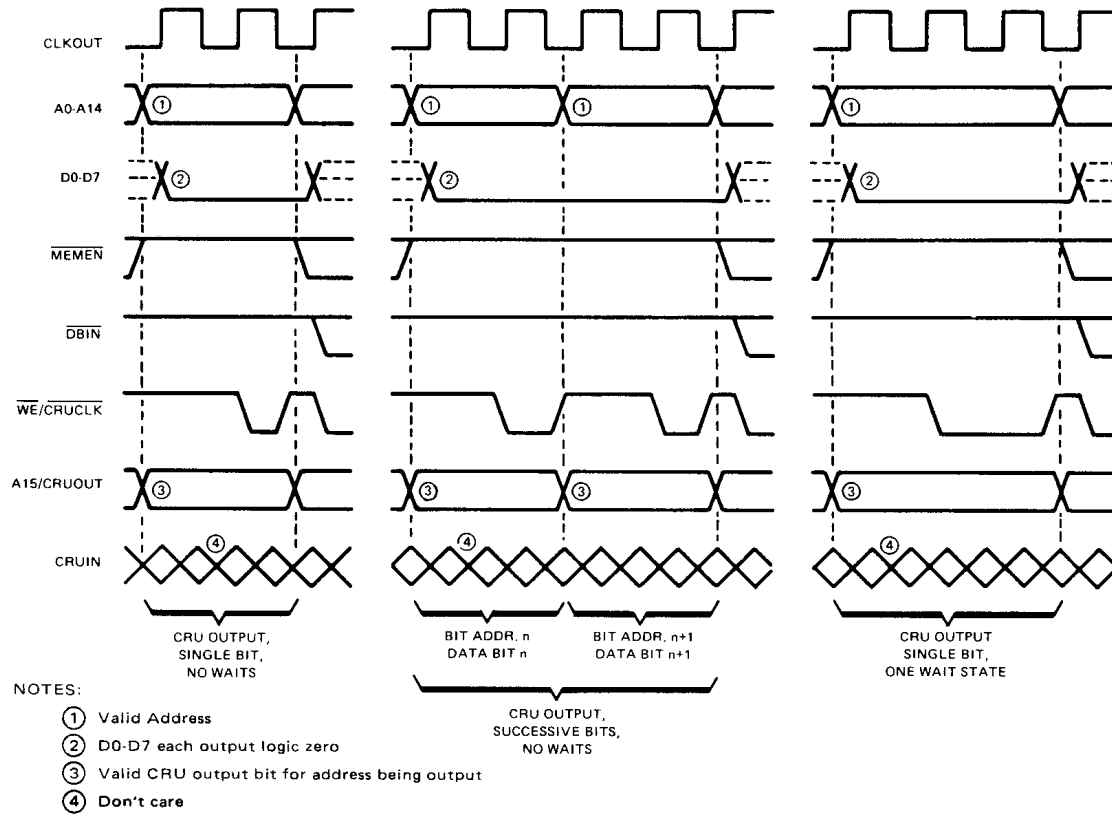 CLKOUT
A0-A14
① ① ① ①
D0-D7
② ② ②
MEMEN
DBIN
WE/CRUCLK
A15/CRUOUT
③ ③ ③ ③
CRUIN
④ ④ ④
CRU OUTPUT,
SINGLE BIT,
NO WAITS
BIT ADDR. n
DATA BIT n
BIT ADDR. n+1
DATA BIT n+1
CRU OUTPUT
SINGLE BIT,
ONE WAIT STATE
CRU OUTPUT,
SUCCESSIVE BITS,
NO WAITS
NOTES:
① Valid Address
② D0-D7 each output logic zero
③ Valid CRU output bit for address being output
④ Don't care